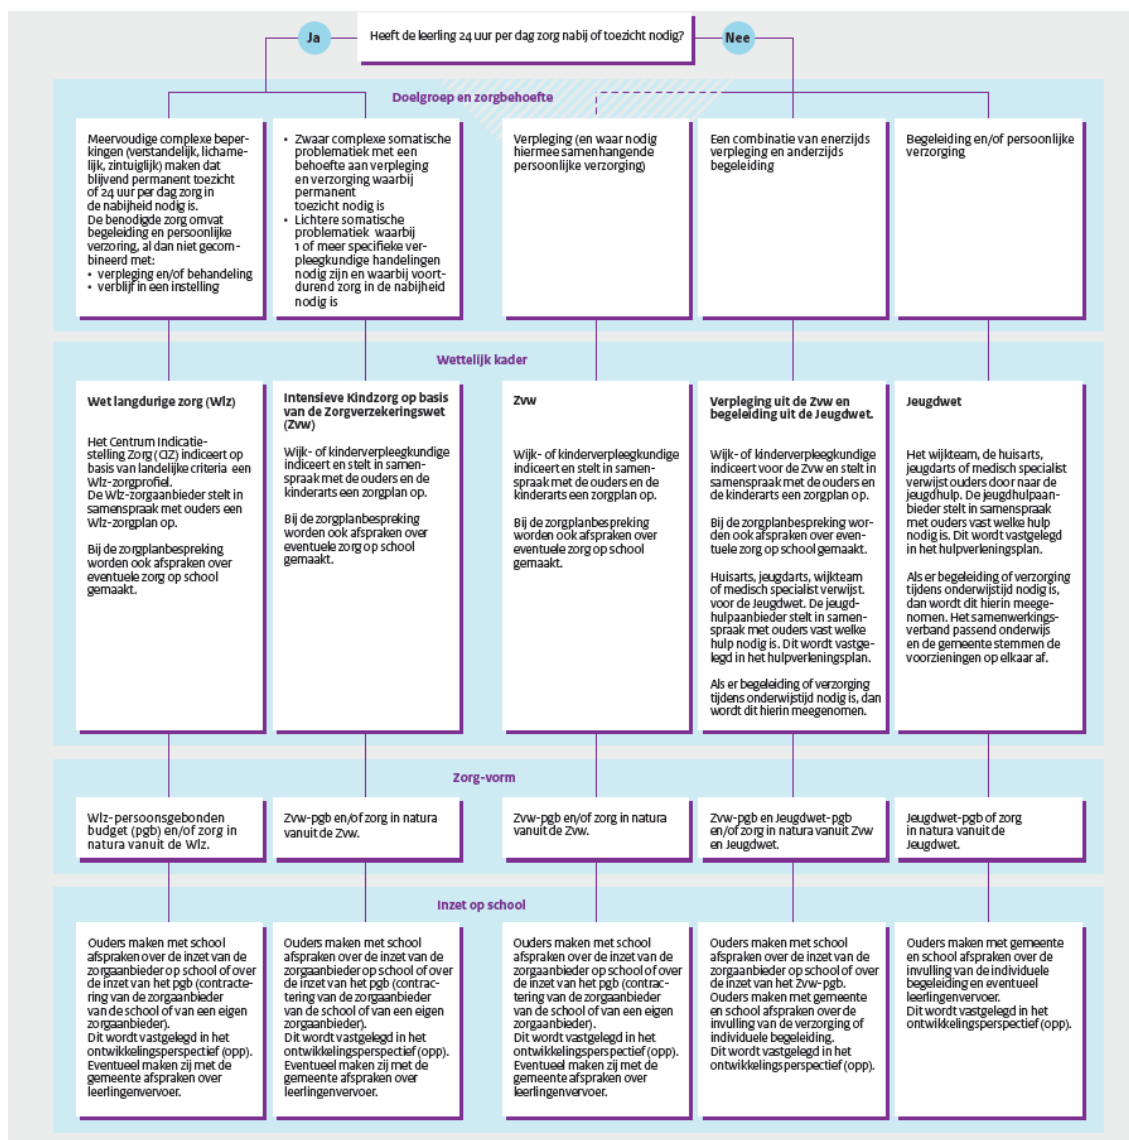 Ja
Heeft de leerling 24 uur per dag zorg nabij of toezicht nodig?
Nee
Doelgroep en zorgbehoefte
Meervoudige complexe beper-
kingen (verstandelijk, lichame-
lijk, zintuiglijk) maken dat
blijvend permanent toezicht
of 24 uur per dag zorg in
de nabijheid nodig is.
De benodigde zorg omvat
begeleiding en persoonlijke
verzoring, al dan niet gecom-
bineerd met:
• verpleging en/of behandeling
• verblijf in een instelling
• Zwaar complexe somatische
problematiek met een
behoefte aan verpleging
en verzorging waarbij
permanent
toezicht nodig is
• Lichtere somatische
problematiek waarbij
1 of meer specifieke ver-
pleegkundige handelingen
nodig zijn en waarbij voort-
durend zorg in de nabijheid
nodig is
Verpleging (en waar nodig
hiermee samenhangende
persoonlijke verzorging)
Een combinatie van enerzijds
verpleging en anderzijds
begeleiding
Begeleiding en/of persoonlijke
verzorging
Wettelijk kader
Wet langdurige zorg (Wlz)
Het Centrum Indicatie-
stelling Zorg (CIZ) indiceert op
basis van landelijke criteria een
Wlz-zorgprofiel.
De Wlz-zorgaanbieder stelt in
samenspraak met ouders een
Wlz-zorgplan op.
Bij de zorgplanbespreking
worden ook afspraken over
eventuele zorg op school
gemaakt.
Intensieve Kindzorg op basis
van de Zorgverzekeringswet
(Zvw)
Wijk- of kinderverpleegkundige
indiceert en stelt in samen-
spraak met de ouders en de
kinderarts een zorgplan op.
Bij de zorgplanbespreking
worden ook afspraken over
eventuele zorg op school
gemaakt.
Zvw
Wijk- of kinderverpleegkundige
indiceert en stelt in samen-
spraak met de ouders en de
kinderarts een zorgplan op.
Bij de zorgplanbespreking
worden ook afspraken over
eventuele zorg op school
gemaakt.
Verpleging uit de Zvw en
begeleiding uit de Jeugdwet.
Wijk- of kinderverpleegkundige
indiceert voor de Zvw en stelt in
samenspraak met de ouders en
de kinderarts een zorgplan op.
Bij de zorgplanbespreking wor-
den ook afspraken over even-
tuele zorg op school gemaakt.
Huisarts, jeugdarts, wijkteam
of medisch specialist verwijst.
voor de Jeugdwet. De jeugd-
hulpaanbieder stelt in samen-
spraak met ouders vast welke
hulp nodig is. Dit wordt vastge-
legd in het hulpverleningsplan.
Als er begeleiding of verzorging
tijdens onderwijstijd nodig is, dan
wordt dit hierin meegenomen.
Jeugdwet
Het wijkteam, de huisarts,
jeugdarts of medisch specialist
verwijst ouders door naar de
jeugdhulp. De jeugdhulpaan-
bieder stelt in samenspraak
met ouders vast welke hulp
nodig is. Dit wordt vastgelegd
in het hulpverleningsplan.
Als er begeleiding of verzorging
tijdens onderwijstijd nodig is,
dan wordt dit hierin meege-
nomen. Het samenwerkings-
verband passend onderwijs
en de gemeente stemmen de
voorzieningen op elkaar af.
Zorg-vorm
Wlz-persoonsgebonden
budget (pgb) en/of zorg in
natura vanuit de Wlz.
Zvw-pgb en/of zorg in natura
vanuit de Zvw.
Zvw-pgb en/of zorg in natura
vanuit de Zvw.
Zvw-pgb en Jeugdwet-pgb
en/of zorg in natura vanuit Zvw
en Jeugdwet.
Jeugdwet-pgb of zorg
in natura vanuit de
Jeugdwet.
Inzet op school
Ouders maken met school
afspraken over de inzet van de
zorgaanbieder op school of over
de inzet van het pgb (contracte-
ring van de zorgaanbieder
van de school of van een eigen
zorgaanbieder).
Dit wordt vastgelegd in het
ontwikkelingsperspectief (opp).
Eventueel maken zij met de
gemeente afspraken over
leerlingenvervoer.
Ouders maken met school
afspraken over de inzet van de
zorgaanbieder op school of over
de inzet van het pgb (contrac-
tering van de zorgaanbieder
van de school of van een eigen
zorgaanbieder).
Dit wordt vastgelegd in het
ontwikkelingsperspectief (opp).
Eventueel maken zij met de
gemeente afspraken over
leerlingenvervoer.
Ouders maken met school
afspraken over de inzet van de
zorgaanbieder op school of over
de inzet van het pgb (contrac-
tering van de zorgaanbieder
van de school of van een eigen
zorgaanbieder).
Dit wordt vastgelegd in het
ontwikkelingsperspectief (opp).
Eventueel maken zij met de
gemeente afspraken over
leerlingenvervoer.
Ouders maken met school
afspraken over de inzet van de
zorgaanbieder op school of over
de inzet van het Zvw-pgb.
Ouders maken met gemeente
en school afspraken over de
invulling van de verzorging of
individuele begeleiding.
Dit wordt vastgelegd in het
ontwikkelingsperspectief (opp).
Ouders maken met gemeente
en school afspraken over de
invulling van de individuele
begeleiding en eventueel
leerlingenvervoer.
Dit wordt vastgelegd in het
ontwikkelingsperspectief (opp).